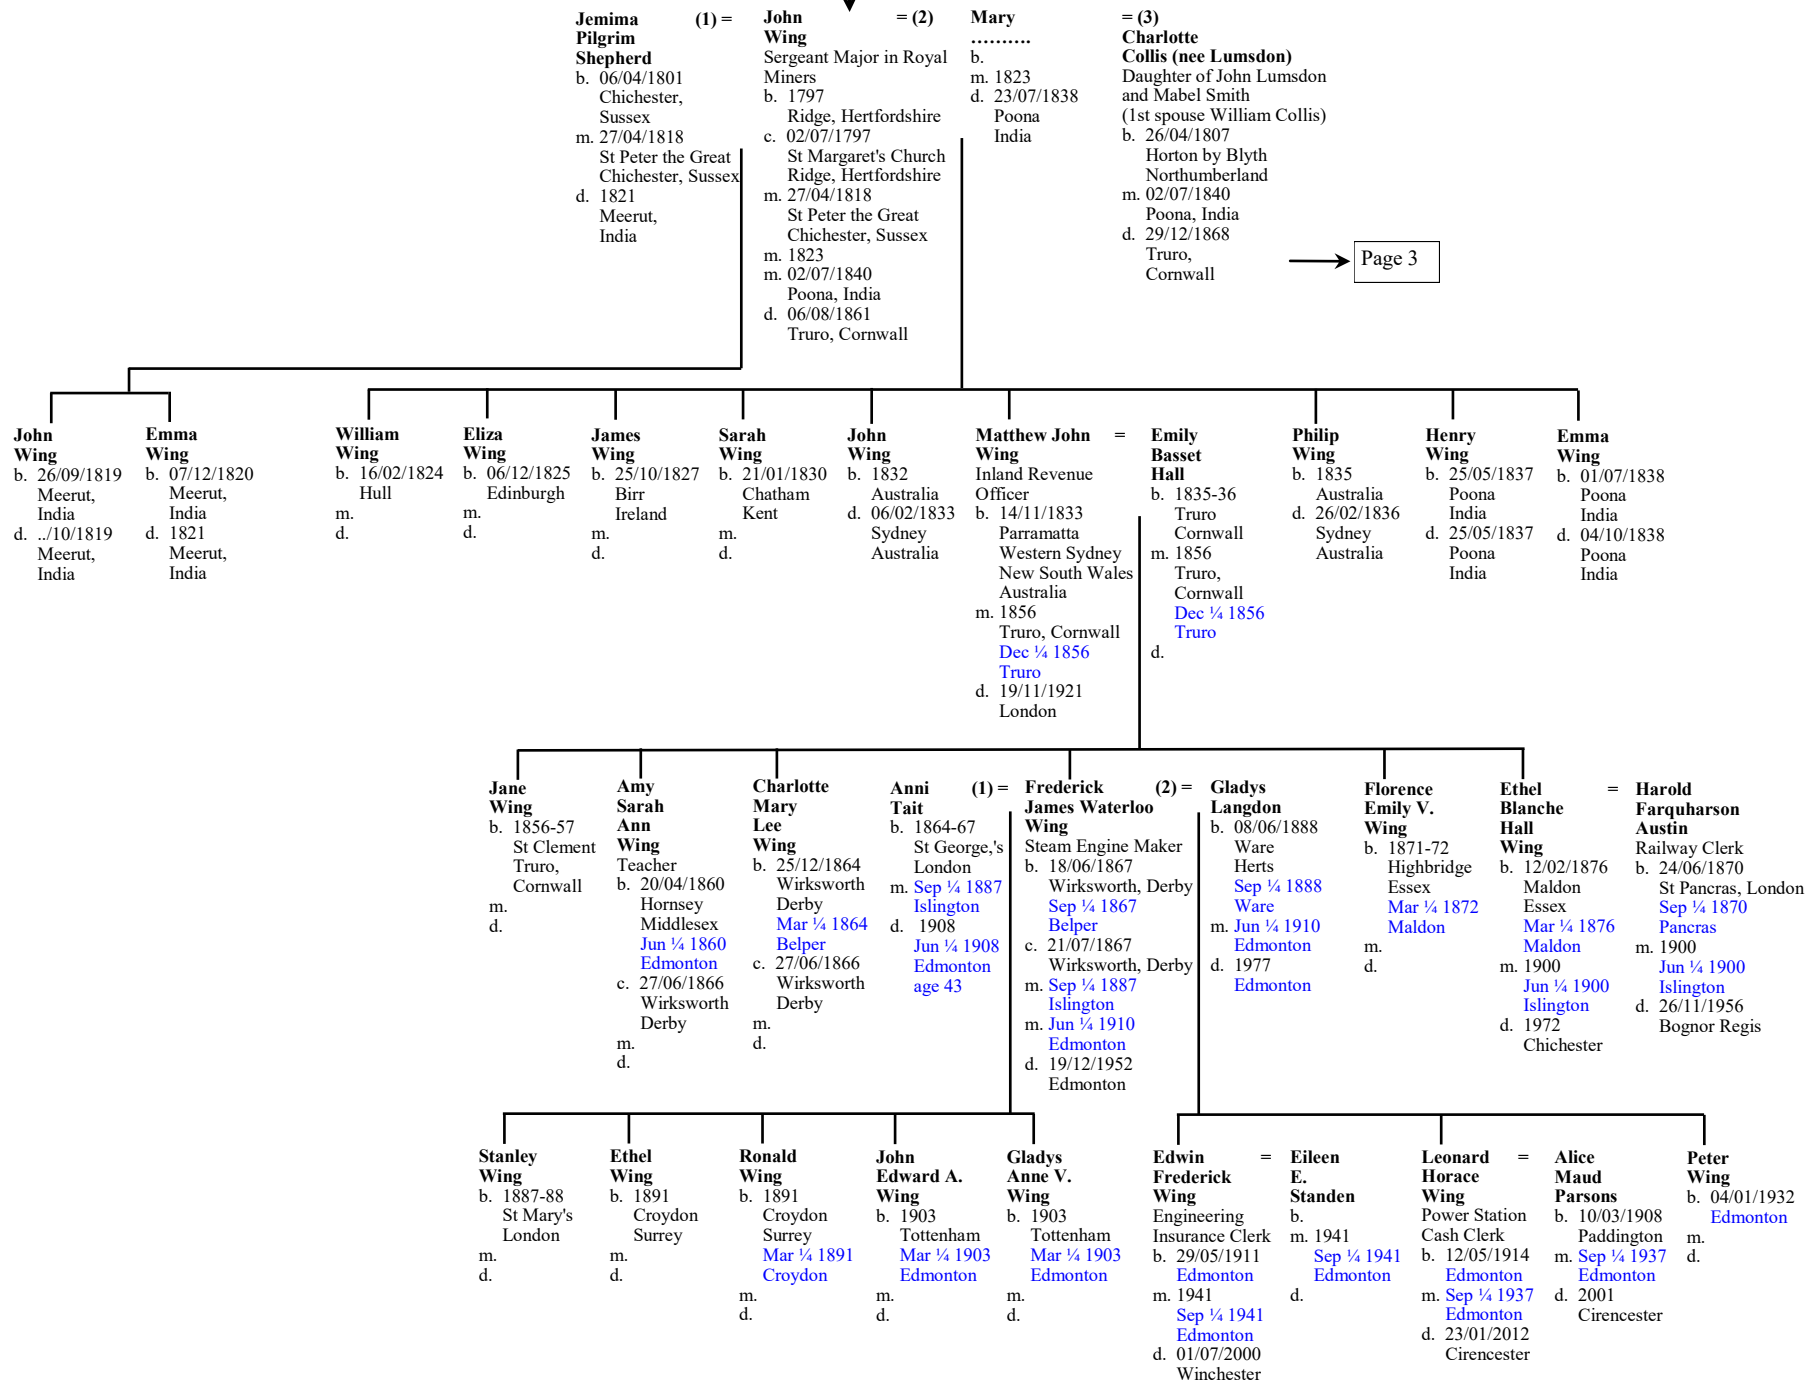 Jemima (1) =
Pilgrim
Shepherd
b. 06/04/1801
Chichester,
Sussex
m. 27/04/1818
St Peter the Great
Chichester, Sussex
d. 1821
Meerut,
India
John = (2)
Wing
Sergeant Major in Royal
Miners
b. 1797
Ridge, Hertfordshire
c. 02/07/1797
St Margaret's Church
Ridge, Hertfordshire
m. 27/04/1818
St Peter the Great
Chichester, Sussex
m. 1823
m. 02/07/1840
Poona, India
d. 06/08/1861
Truro, Cornwall
Mary
……….
b.
m. 1823
d. 23/07/1838
Poona
India
= (3)
Charlotte
Collis (nee Lumsdon)
Daughter of John Lumsdon
and Mabel Smith
(1st spouse William Collis)
b. 26/04/1807
Horton by Blyth
Northumberland
m. 02/07/1840
Poona, India
d. 29/12/1868
Truro,
Cornwall
Page 3
John
Wing
b. 26/09/1819
Meerut,
India
d. ../10/1819
Meerut,
India
Emma
Wing
b. 07/12/1820
Meerut,
India
d. 1821
Meerut,
India
William
Wing
b. 16/02/1824
Hull
m.
d.
Eliza
Wing
b. 06/12/1825
Edinburgh
m.
d.
James
Wing
b. 25/10/1827
Birr
Ireland
m.
d.
Sarah
Wing
b. 21/01/1830
Chatham
Kent
m.
d.
John
Wing
b. 1832
Australia
d. 06/02/1833
Sydney
Australia
Matthew John =
Wing
Inland Revenue
Officer
b. 14/11/1833
Parramatta
Western Sydney
New South Wales
Australia
m. 1856
Truro, Cornwall
Dec ¼ 1856
Truro
d. 19/11/1921
London
Emily
Basset
Hall
b. 1835-36
Truro
Cornwall
m. 1856
Truro,
Cornwall
Dec ¼ 1856
Truro
d.
Philip
Wing
b. 1835
Australia
d. 26/02/1836
Sydney
Australia
Henry
Wing
b. 25/05/1837
Poona
India
d. 25/05/1837
Poona
India
Emma
Wing
b. 01/07/1838
Poona
India
d. 04/10/1838
Poona
India
Jane
Wing
b. 1856-57
St Clement
Truro,
Cornwall
m.
d.
Amy
Sarah
Ann
Wing
Teacher
b. 20/04/1860
Hornsey
Middlesex
Jun ¼ 1860
Edmonton
c. 27/06/1866
Wirksworth
Derby
m.
d.
Charlotte
Mary
Lee
Wing
b. 25/12/1864
Wirksworth
Derby
Mar ¼ 1864
Belper
c. 27/06/1866
Wirksworth
Derby
m.
d.
Anni (1) =
Tait
b. 1864-67
St George,'s
London
m. Sep ¼ 1887
Islington
d. 1908
Jun ¼ 1908
Edmonton
age 43
Frederick (2) =
James Waterloo
Wing
Steam Engine Maker
b. 18/06/1867
Wirksworth, Derby
Sep ¼ 1867
Belper
c. 21/07/1867
Wirksworth, Derby
m. Sep ¼ 1887
Islington
m. Jun ¼ 1910
Edmonton
d. 19/12/1952
Edmonton
Gladys
Langdon
b. 08/06/1888
Ware
Herts
Sep ¼ 1888
Ware
m. Jun ¼ 1910
Edmonton
d. 1977
Edmonton
Florence
Emily V.
Wing
b. 1871-72
Highbridge
Essex
Mar ¼ 1872
Maldon
m.
d.
Ethel =
Blanche
Hall
Wing
b. 12/02/1876
Maldon
Essex
Mar ¼ 1876
Maldon
m. 1900
Jun ¼ 1900
Islington
d. 1972
Chichester
Harold
Farquharson
Austin
Railway Clerk
b. 24/06/1870
St Pancras, London
Sep ¼ 1870
Pancras
m. 1900
Jun ¼ 1900
Islington
d. 26/11/1956
Bognor Regis
Stanley
Wing
b. 1887-88
St Mary's
London
m.
d.
Ethel
Wing
b. 1891
Croydon
Surrey
m.
d.
Ronald
Wing
b. 1891
Croydon
Surrey
Mar ¼ 1891
Croydon
m.
d.
John
Edward A.
Wing
b. 1903
Tottenham
Mar ¼ 1903
Edmonton
m.
d.
Gladys
Anne V.
Wing
b. 1903
Tottenham
Mar ¼ 1903
Edmonton
m.
d.
Edwin =
Frederick
Wing
Engineering
Insurance Clerk
b. 29/05/1911
Edmonton
m. 1941
Sep ¼ 1941
Edmonton
d. 01/07/2000
Winchester
Eileen
E.
Standen
b.
m. 1941
Sep ¼ 1941
Edmonton
d.
Leonard =
Horace
Wing
Power Station
Cash Clerk
b. 12/05/1914
Edmonton
m. Sep ¼ 1937
Edmonton
d. 23/01/2012
Cirencester
Alice
Maud
Parsons
b. 10/03/1908
Paddington
m. Sep ¼ 1937
Edmonton
d. 2001
Cirencester
Peter
Wing
b. 04/01/1932
Edmonton
m.
d.